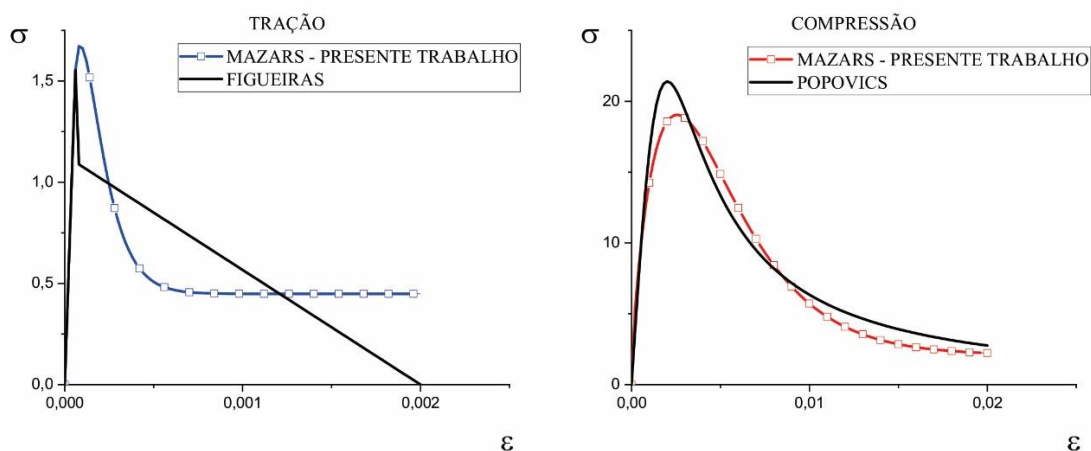 TRAÇÃO
σ
MAZARS - PRESENTE TRABALHO
FIGUEIRAS
1,5
1,0
0,5
0,0
0,000
0,001
0,002
ε
COMPRESSÃO
σ
MAZARS - PRESENTE TRABALHO
POPOVICS
20
10
0
0,00
0,01
0,02
ε